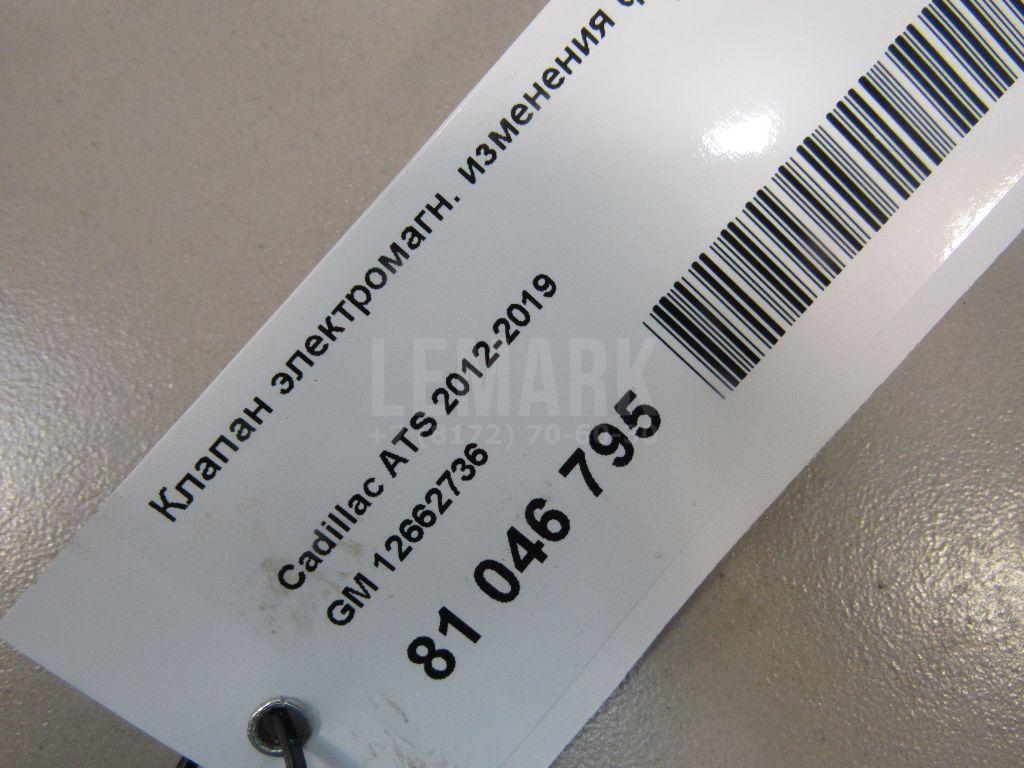 Клапан электромагн. изменения
Cadillac ATS 2012-2019
GM 12662736
81 046 795
LEMARK